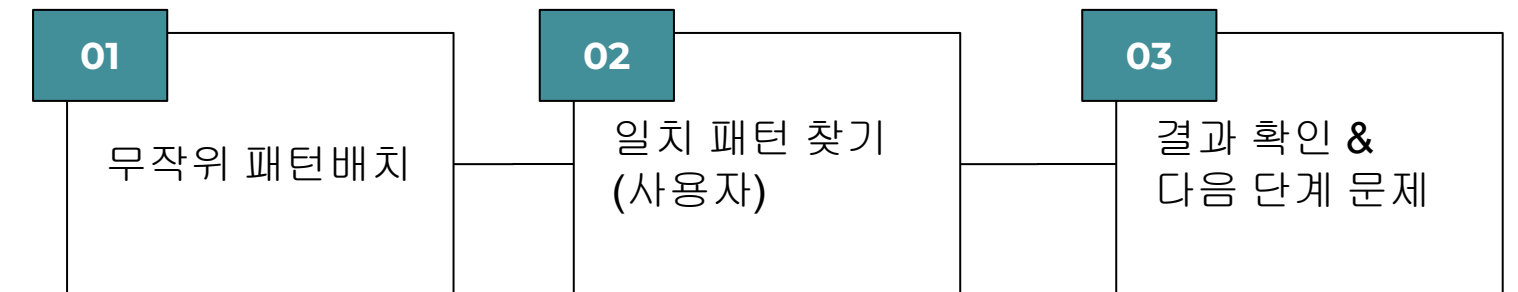 01
무작위 패턴배치
02
일치 패턴 찾기
(사용자)
03
결과 확인 &
다음 단계 문제